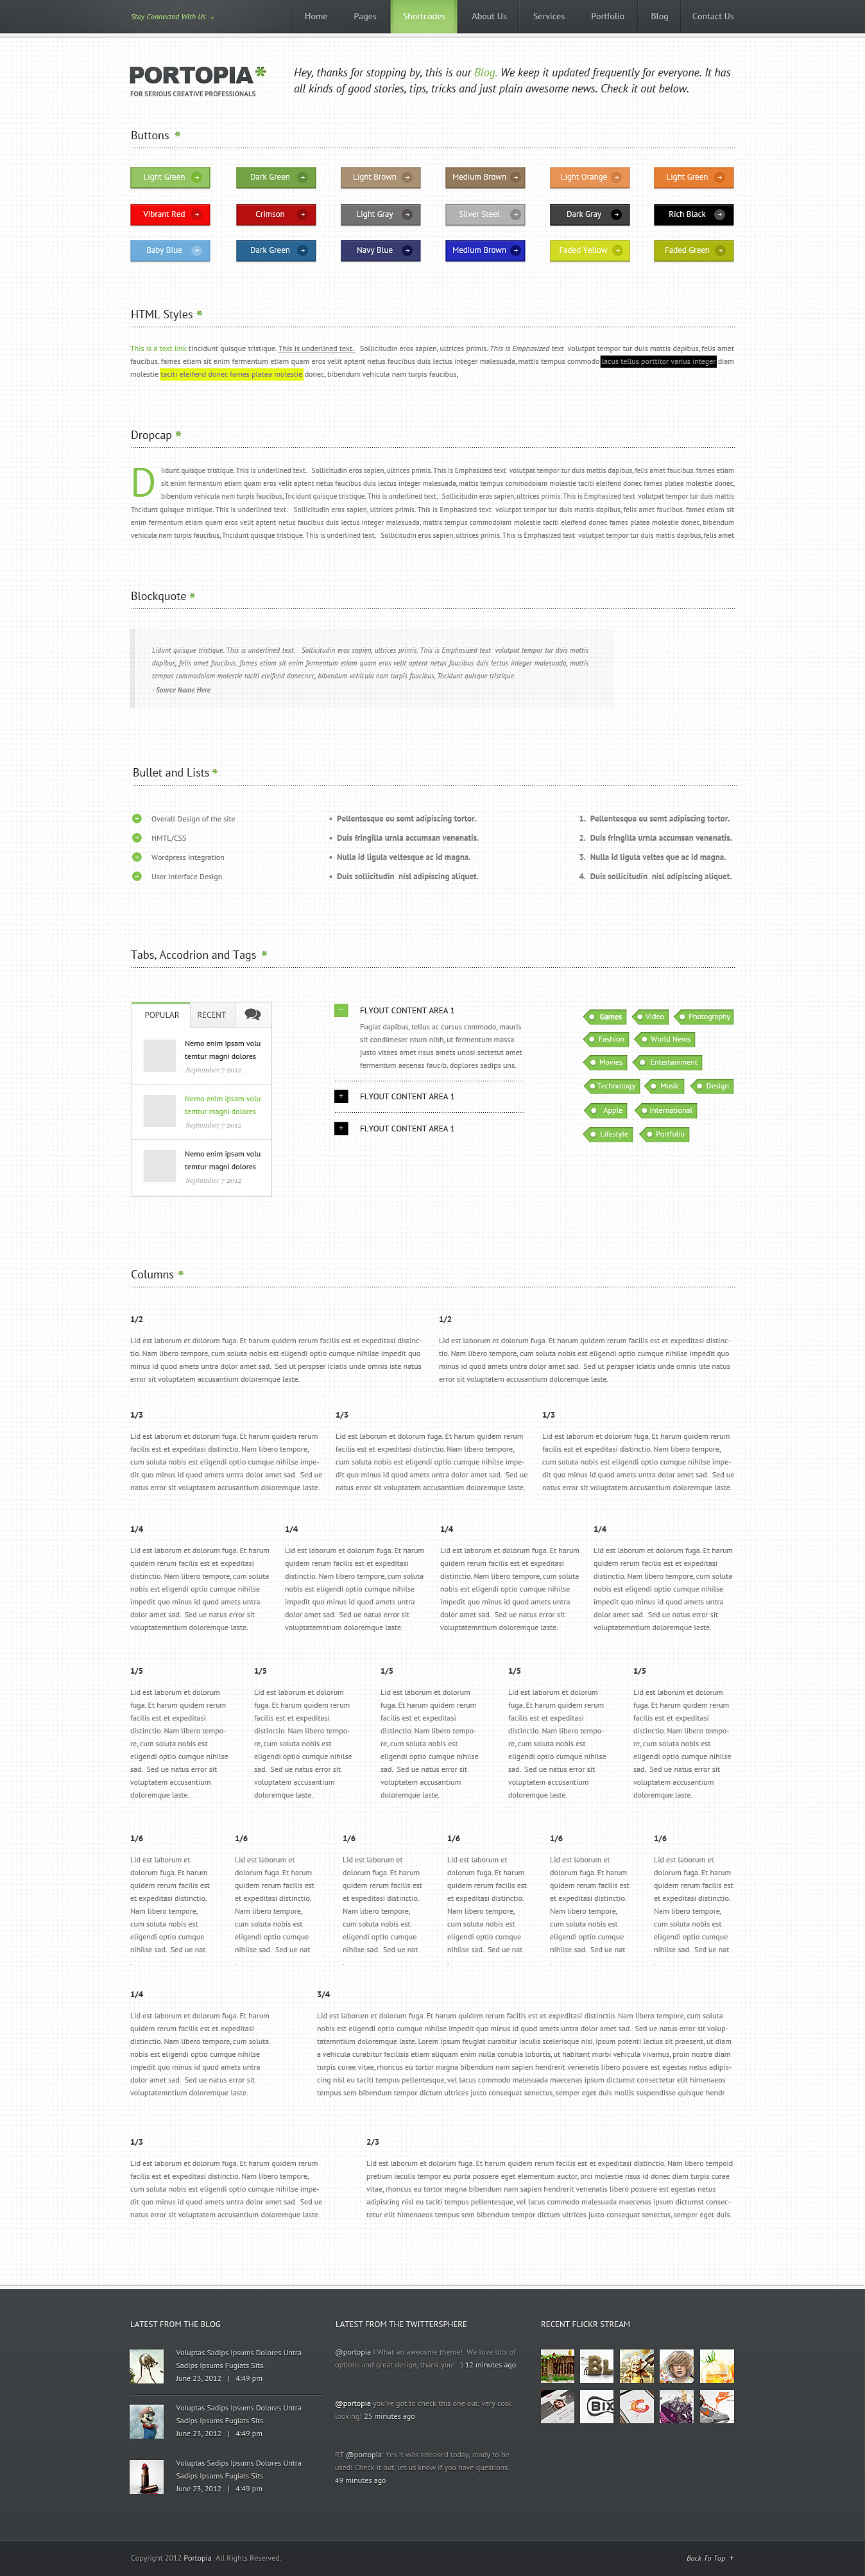 Stay Connected With Us ↓
Home Pages Shortcodes About Us Services Portfolio Blog Contact Us
PORTOPIA*
FOR SERIOUS CREATIVE PROFESSIONALS
Hey, thanks for stopping by, this is our Blog. We keep it updated frequently for everyone. It has
all kinds of good stories, tips, tricks and just plain awesome news. Check it out below.
Buttons *
Light Green Dark Green Light Brown Medium Brown Light Orange Light Green
Vibrant Red Crimson Light Gray Silver Steel Dark Gray Rich Black
Baby Blue Dark Green Navy Blue Medium Brown Faded Yellow Faded Green
HTML Styles *
This is a text link tincidunt quisque tristique. This is underlined text. Sollicitudin eros sapien, ultrices primis. This is Emphasized text volutpat tempor tur duis mattis dapibus, felis amet
faucibus. fames etiam sit enim fermentum etiam quam eros velit aptent netus faucibus duis lectus integer malesuada, mattis tempus commodo lacus tellus porttitor varius integer diam
molestie taciti eleifend donec fames platea molestie donec, bibendum vehicula nam turpis faucibus,
Dropcap *
D lidunt quisque tristique. This is underlined text. Sollicitudin eros sapien, ultrices primis. This is Emphasized text volutpat tempor tur duis mattis dapibus, felis amet faucibus. fames etiam
sit enim fermentum etiam quam eros velit aptent netus faucibus duis lectus integer malesuada, mattis tempus commodoiam molestie taciti eleifend donec fames platea molestie donec,
bibendum vehicula nam turpis faucibus, Tncidunt quisque tristique. This is underlined text. Sollicitudin eros sapien, ultrices primis. This is Emphasized text volutpat tempor tur duis mattis
Tncidunt quisque tristique. This is underlined text. Sollicitudin eros sapien, ultrices primis. This is Emphasized text volutpat tempor tur duis mattis dapibus, felis amet faucibus. fames etiam sit
enim fermentum etiam quam eros velit aptent netus faucibus duis lectus integer malesuada, mattis tempus commodoiam molestie taciti eleifend donec fames platea molestie donec, bibendum
vehicula nam turpis faucibus, Tncidunt quisque tristique. This is underlined text. Sollicitudin eros sapien, ultrices primis. This is Emphasized text volutpat tempor tur duis mattis dapibus, felis amet
Blockquote *
Lidunt quisque tristique. This is underlined text. Sollicitudin eros sapien, ultrices primis. This is Emphasized text volutpat tempor tur duis mattis
dapibus, felis amet faucibus. fames etiam sit enim fermentum etiam quam eros velit aptent netus faucibus duis lectus integer malesuada, mattis
tempus commodoiam molestie taciti eleifend donecnec, bibendum vehicula nam turpis faucibus, Tncidunt quisque tristique.
- Source Name Here
Bullet and Lists *
Overall Design of the site
HMTL/CSS
Wordpress Integration
User Interface Design
• Pellentesque eu semt adipiscing tortor.
• Duis fringilla urnla accumsan venenatis.
• Nulla id ligula veltesque ac id magna.
• Duis sollicitudin nisl adipiscing aliquet.
1. Pellentesque eu semt adipiscing tortor.
2. Duis fringilla urnla accumsan venenatis.
3. Nulla id ligula veltes que ac id magna.
4. Duis sollicitudin nisl adipiscing aliquet.
Tabs, Accodrion and Tags *
POPULAR RECENT
Nemo enim ipsam volu
temtur magni dolores
September 7 2012
Nemo enim ipsam volu
temtur magni dolores
September 7 2012
Nemo enim ipsam volu
temtur magni dolores
September 7 2012
− FLYOUT CONTENT AREA 1
Fugiat dapibus, tellus ac cursus commodo, mauris
sit condimeser ntum nibh, ut fermentum massa
justo vitaes amet risus amets unosi sectetut amet
fermentum aecenas faucib. doplores sadips uns.
+ FLYOUT CONTENT AREA 1
+ FLYOUT CONTENT AREA 1
Games Video Photography
Fashion World News
Movies Entertainment
Technology Music Design
Apple International
Lifestyle Portfolio
Columns *
1/2
Lid est laborum et dolorum fuga. Et harum quidem rerum facilis est et expeditasi distinc-
tio. Nam libero tempore, cum soluta nobis est eligendi optio cumque nihilse impedit quo
minus id quod amets untra dolor amet sad. Sed ut perspser iciatis unde omnis iste natus
error sit voluptatem accusantium doloremque laste.
1/2
Lid est laborum et dolorum fuga. Et harum quidem rerum facilis est et expeditasi distinc-
tio. Nam libero tempore, cum soluta nobis est eligendi optio cumque nihilse impedit quo
minus id quod amets untra dolor amet sad. Sed ut perspser iciatis unde omnis iste natus
error sit voluptatem accusantium doloremque laste.
1/3
Lid est laborum et dolorum fuga. Et harum quidem rerum
facilis est et expeditasi distinctio. Nam libero tempore,
cum soluta nobis est eligendi optio cumque nihilse impe-
dit quo minus id quod amets untra dolor amet sad. Sed ue
natus error sit voluptatem accusantium doloremque laste.
1/3
Lid est laborum et dolorum fuga. Et harum quidem rerum
facilis est et expeditasi distinctio. Nam libero tempore,
cum soluta nobis est eligendi optio cumque nihilse impe-
dit quo minus id quod amets untra dolor amet sad. Sed ue
natus error sit voluptatem accusantium doloremque laste.
1/3
Lid est laborum et dolorum fuga. Et harum quidem rerum
facilis est et expeditasi distinctio. Nam libero tempore,
cum soluta nobis est eligendi optio cumque nihilse impe-
dit quo minus id quod amets untra dolor amet sad. Sed ue
natus error sit voluptatem accusantium doloremque laste.
1/4
Lid est laborum et dolorum fuga. Et harum
quidem rerum facilis est et expeditasi
distinctio. Nam libero tempore, cum soluta
nobis est eligendi optio cumque nihilse
impedit quo minus id quod amets untra
dolor amet sad. Sed ue natus error sit
voluptatemntium doloremque laste.
1/4
Lid est laborum et dolorum fuga. Et harum
quidem rerum facilis est et expeditasi
distinctio. Nam libero tempore, cum soluta
nobis est eligendi optio cumque nihilse
impedit quo minus id quod amets untra
dolor amet sad. Sed ue natus error sit
voluptatemntium doloremque laste.
1/4
Lid est laborum et dolorum fuga. Et harum
quidem rerum facilis est et expeditasi
distinctio. Nam libero tempore, cum soluta
nobis est eligendi optio cumque nihilse
impedit quo minus id quod amets untra
dolor amet sad. Sed ue natus error sit
voluptatemntium doloremque laste.
1/4
Lid est laborum et dolorum fuga. Et harum
quidem rerum facilis est et expeditasi
distinctio. Nam libero tempore, cum soluta
nobis est eligendi optio cumque nihilse
impedit quo minus id quod amets untra
dolor amet sad. Sed ue natus error sit
voluptatemntium doloremque laste.
1/5
Lid est laborum et dolorum
fuga. Et harum quidem rerum
facilis est et expeditasi
distinctio. Nam libero tempo-
re, cum soluta nobis est
eligendi optio cumque nihilse
sad. Sed ue natus error sit
voluptatem accusantium
doloremque laste.
1/5
Lid est laborum et dolorum
fuga. Et harum quidem rerum
facilis est et expeditasi
distinctio. Nam libero tempo-
re, cum soluta nobis est
eligendi optio cumque nihilse
sad. Sed ue natus error sit
voluptatem accusantium
doloremque laste.
1/5
Lid est laborum et dolorum
fuga. Et harum quidem rerum
facilis est et expeditasi
distinctio. Nam libero tempo-
re, cum soluta nobis est
eligendi optio cumque nihilse
sad. Sed ue natus error sit
voluptatem accusantium
doloremque laste.
1/5
Lid est laborum et dolorum
fuga. Et harum quidem rerum
facilis est et expeditasi
distinctio. Nam libero tempo-
re, cum soluta nobis est
eligendi optio cumque nihilse
sad. Sed ue natus error sit
voluptatem accusantium
doloremque laste.
1/5
Lid est laborum et dolorum
fuga. Et harum quidem rerum
facilis est et expeditasi
distinctio. Nam libero tempo-
re, cum soluta nobis est
eligendi optio cumque nihilse
sad. Sed ue natus error sit
voluptatem accusantium
doloremque laste.
1/6
Lid est laborum et
dolorum fuga. Et harum
quidem rerum facilis est
et expeditasi distinctio.
Nam libero tempore,
cum soluta nobis est
eligendi optio cumque
nihilse sad. Sed ue nat
.
1/6
Lid est laborum et
dolorum fuga. Et harum
quidem rerum facilis est
et expeditasi distinctio.
Nam libero tempore,
cum soluta nobis est
eligendi optio cumque
nihilse sad. Sed ue nat
.
1/6
Lid est laborum et
dolorum fuga. Et harum
quidem rerum facilis est
et expeditasi distinctio.
Nam libero tempore,
cum soluta nobis est
eligendi optio cumque
nihilse sad. Sed ue nat
.
1/6
Lid est laborum et
dolorum fuga. Et harum
quidem rerum facilis est
et expeditasi distinctio.
Nam libero tempore,
cum soluta nobis est
eligendi optio cumque
nihilse sad. Sed ue nat
.
1/6
Lid est laborum et
dolorum fuga. Et harum
quidem rerum facilis est
et expeditasi distinctio.
Nam libero tempore,
cum soluta nobis est
eligendi optio cumque
nihilse sad. Sed ue nat
.
1/6
Lid est laborum et
dolorum fuga. Et harum
quidem rerum facilis est
et expeditasi distinctio.
Nam libero tempore,
cum soluta nobis est
eligendi optio cumque
nihilse sad. Sed ue nat
.
1/4
Lid est laborum et dolorum fuga. Et harum
quidem rerum facilis est et expeditasi
distinctio. Nam libero tempore, cum soluta
nobis est eligendi optio cumque nihilse
impedit quo minus id quod amets untra
dolor amet sad. Sed ue natus error sit
voluptatemntium doloremque laste.
3/4
Lid est laborum et dolorum fuga. Et harum quidem rerum facilis est et expeditasi distinctio. Nam libero tempore, cum soluta
nobis est eligendi optio cumque nihilse impedit quo minus id quod amets untra dolor amet sad. Sed ue natus error sit volup-
tatemntium doloremque laste. Lorem ipsum feugiat curabitur iaculis scelerisque nisi, ipsum potenti lectus sit praesent, ut diam
a vehicula curabitur facilisis etiam aliquam enim nulla conubia lobortis, ut habitant morbi vehicula vivamus, proin nostra diam
turpis curae vitae, rhoncus eu tortor magna bibendum nam sapien hendrerit venenatis libero posuere est egestas netus adipis-
cing nisl eu taciti tempus pellentesque, vel lacus commodo malesuada maecenas ipsum dictumst consectetur elit himenaeos
tempus sem bibendum tempor dictum ultrices justo consequat senectus, semper eget duis mollis suspendisse quisque hendr
1/3
Lid est laborum et dolorum fuga. Et harum quidem rerum
facilis est et expeditasi distinctio. Nam libero tempore,
cum soluta nobis est eligendi optio cumque nihilse impe-
dit quo minus id quod amets untra dolor amet sad. Sed ue
natus error sit voluptatem accusantium doloremque laste.
2/3
Lid est laborum et dolorum fuga. Et harum quidem rerum facilis est et expeditasi distinctio. Nam libero tempoid
pretium iaculis tempor eu porta posuere eget elementum auctor, orci molestie risus id donec diam turpis curae
vitae, rhoncus eu tortor magna bibendum nam sapien hendrerit venenatis libero posuere est egestas netus
adipiscing nisl eu taciti tempus pellentesque, vel lacus commodo malesuada maecenas ipsum dictumst consec-
tetur elit himenaeos tempus sem bibendum tempor dictum ultrices justo consequat senectus, semper eget duis.
LATEST FROM THE BLOG
Voluptas Sadips Ipsums Dolores Untra
Sadips Ipsums Fugiats Sits.
June 23, 2012 | 4:49 pm
Voluptas Sadips Ipsums Dolores Untra
Sadips Ipsums Fugiats Sits.
June 23, 2012 | 4:49 pm
Voluptas Sadips Ipsums Dolores Untra
Sadips Ipsums Fugiats Sits.
June 23, 2012 | 4:49 pm
LATEST FROM THE TWITTERSPHERE
@portopia ! What an aweosme theme! We love lots of
options and great design, thank you! :) 12 minutes ago
@portopia you've got to check this one out, very cool
looking! 25 minutes ago
RT @portopia: Yes it was released today, ready to be
used! Check it out, let us know if you have questions.
49 minutes ago
RECENT FLICKR STREAM
BIX
Copyright 2012 Portopia All Rights Reserved.
Back To Top ↑